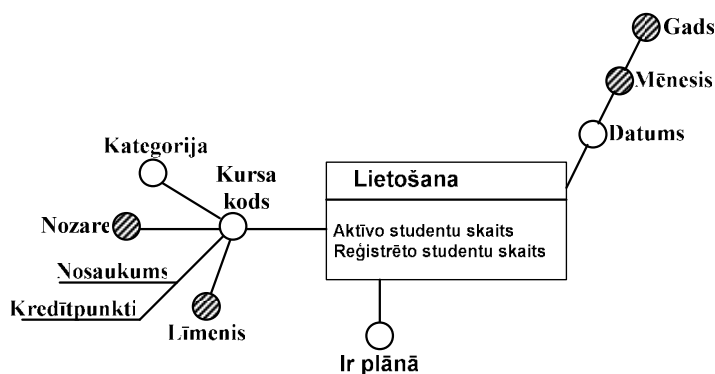 Gads
Mēnesis
Datums
Kategorija
Kursa
kods
Lietošana
Nozare
Aktīvo studentu skaits
Reģistrēto studentu skaits
Nosaukums
Kredītpunkti
Līmenis
Ir plānā